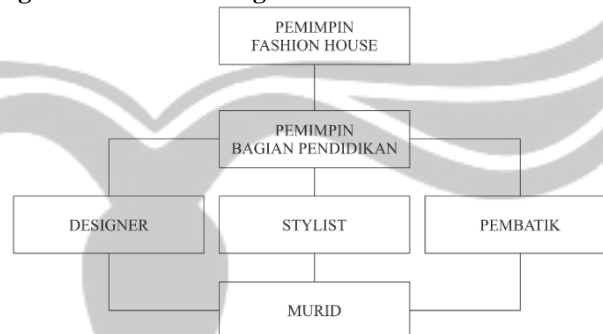 PEMIMPIN
FASHION HOUSE
PEMIMPIN
BAGIAN PENDIDIKAN
DESIGNER
STYLIST
PEMBATIK
MURID